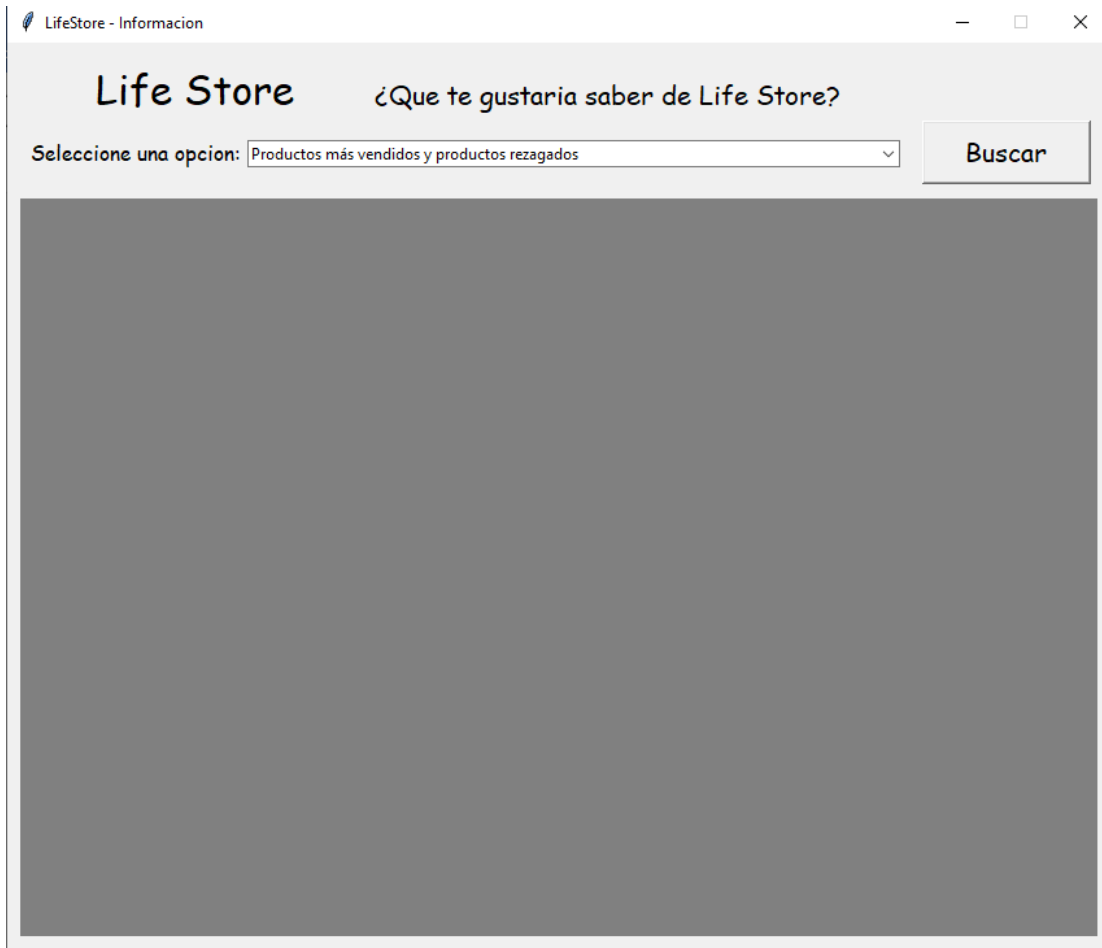 LifeStore - Informacion
Life Store
¿Que te gustaria saber de Life Store?
Seleccione una opcion:
Productos más vendidos y productos rezagados
Buscar